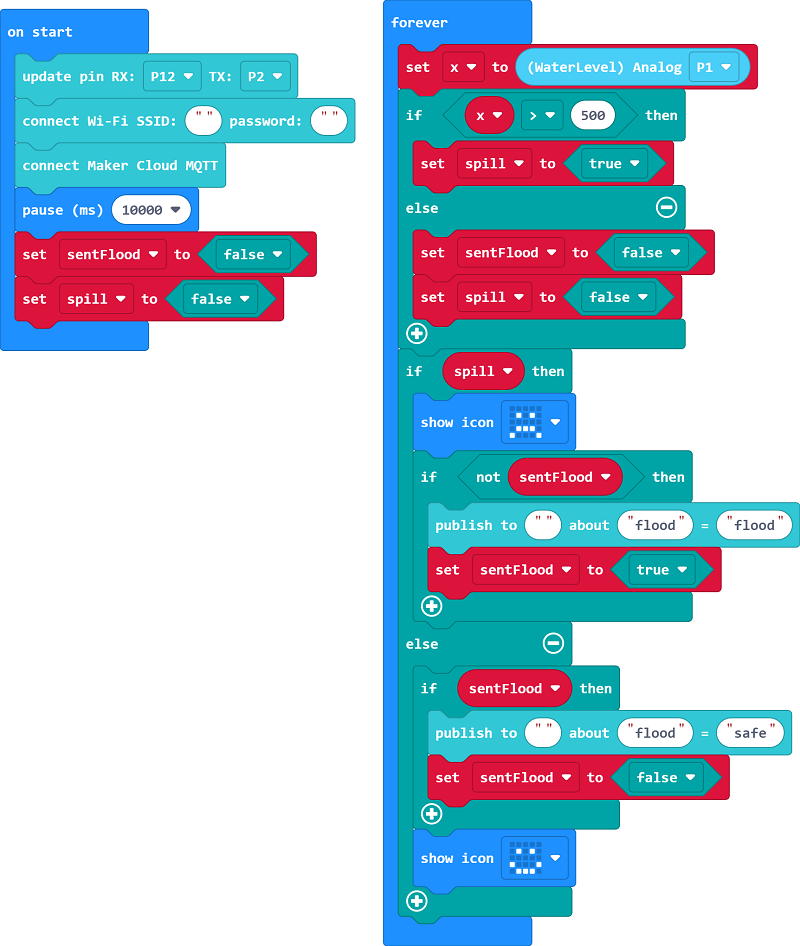 on start
update pin RX: P12 TX: P2
connect Wi-Fi SSID: "" password: ""
connect Maker Cloud MQTT
pause (ms) 10000
set sentFlood to false
set spill to false
forever
set x to (WaterLevel) Analog P1
if x > 500 then
set spill to true
else
set sentFlood to false
set spill to false
if spill then
show icon
if not sentFlood then
publish to "" about "flood" = "flood"
set sentFlood to true
else
if sentFlood then
publish to "" about "flood" = "safe"
set sentFlood to false
show icon